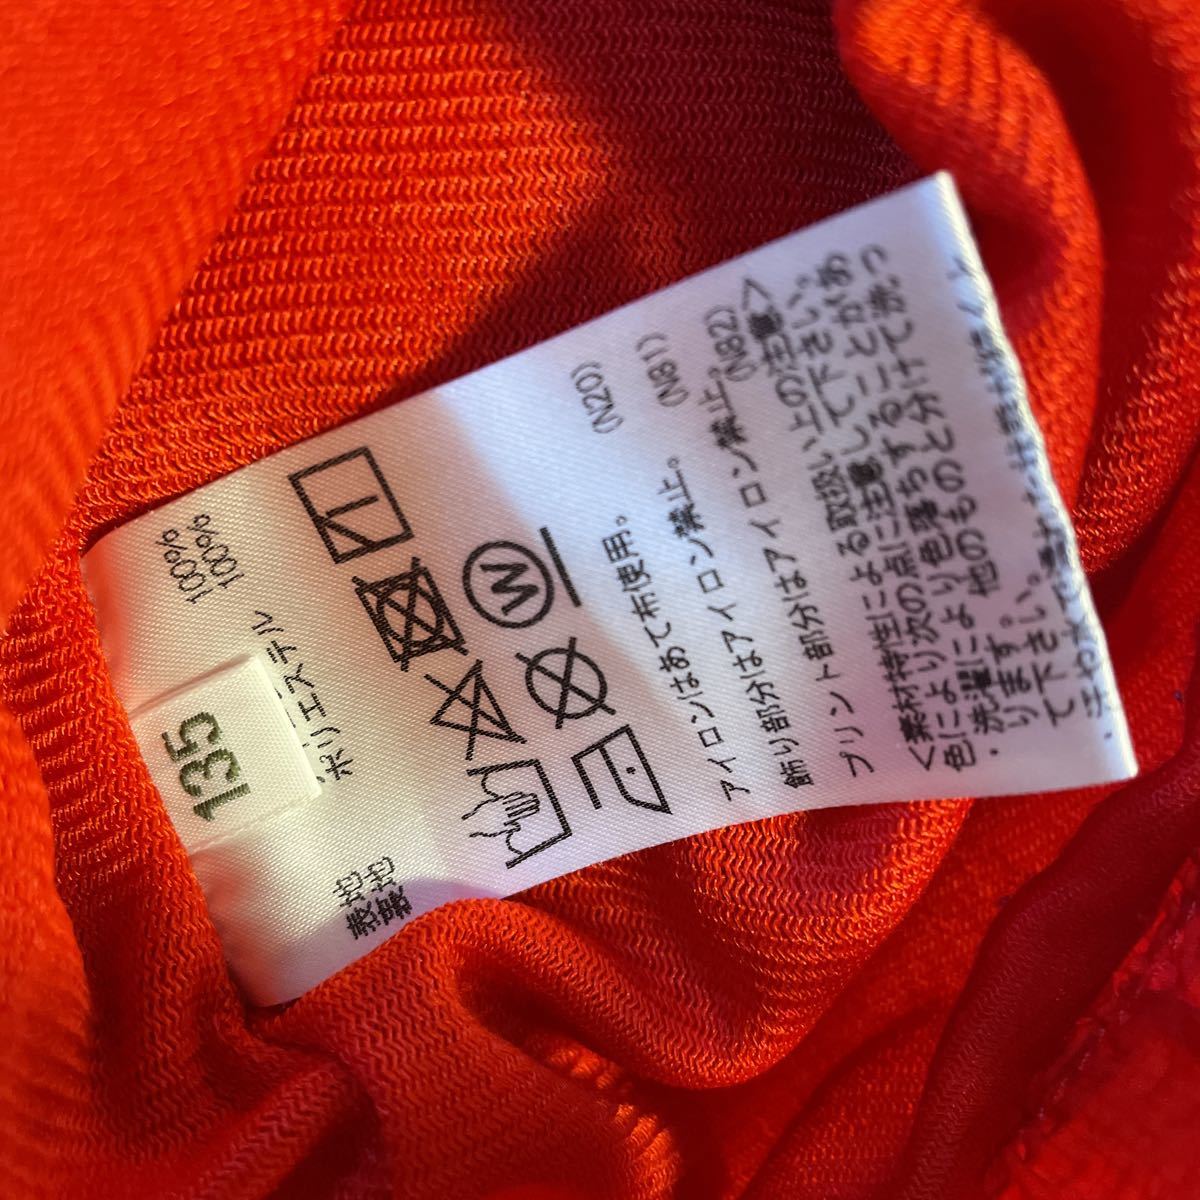 135
表地 ポリエステル 100%
裏地 100%
W
アイロンはあて布使用。 (N20)
アイロン禁止。 (N81)
飾り部分はアイロン禁止。 (N82)
プリント部分は
<素材特性による取扱い上の注意>
色により次の点に注意して下さい。
・洗濯により色落ちすることがあ
ります。他のものと分けて洗っ
て下さい。